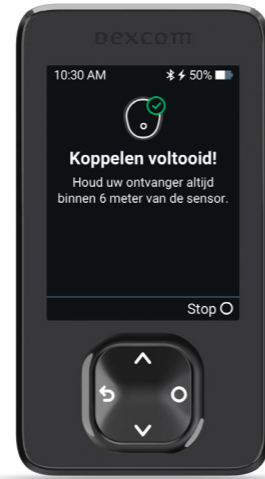 Dexcom
10:30 AM 50%
Koppelen voltooid!
Houd uw ontvanger altijd
binnen 6 meter van de sensor.
Stop